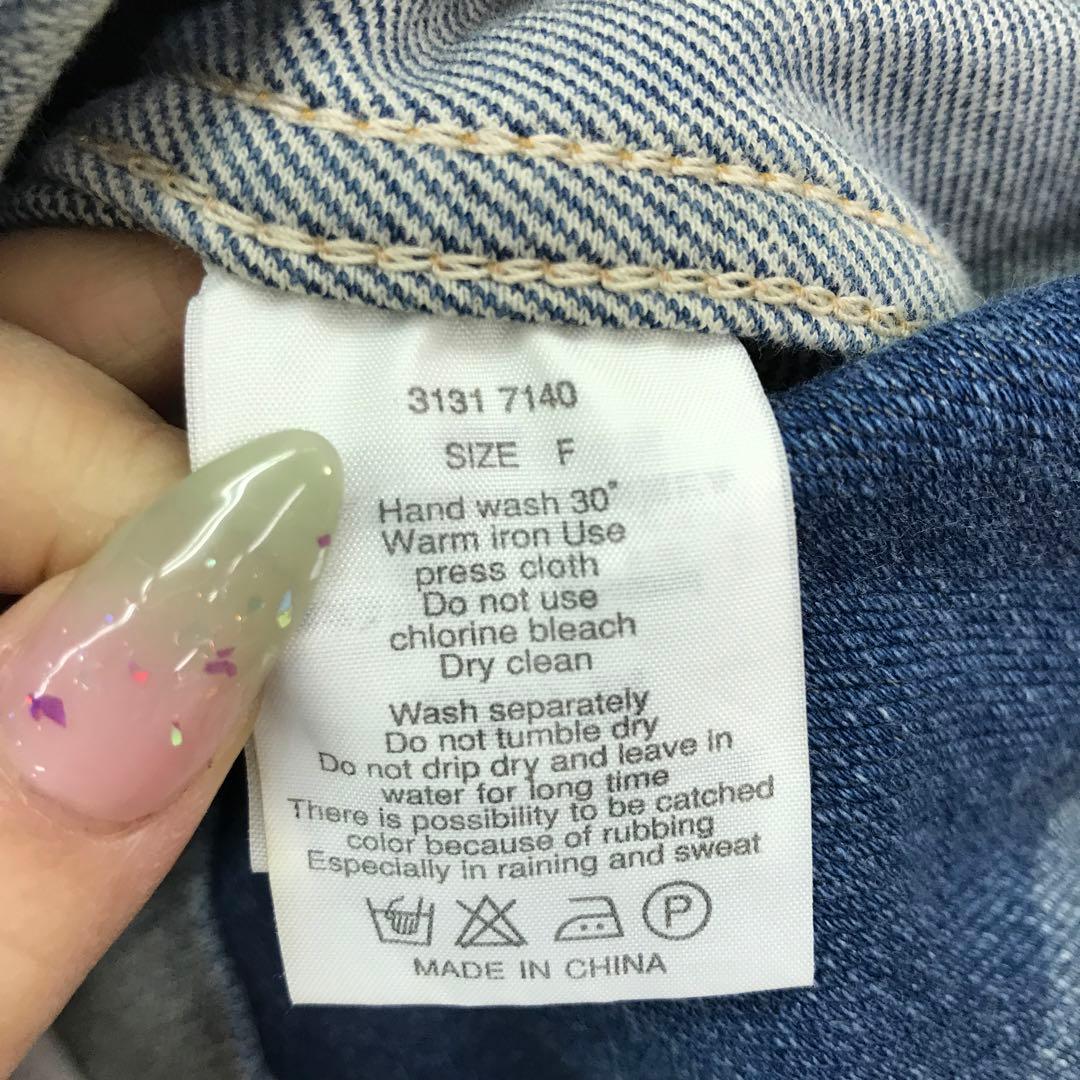 3131 7140
SIZE F
Hand wash 30°
Warm iron Use
press cloth
Do not use
chlorine bleach
Dry clean
Wash separately
Do not tumble dry
Do not drip dry and leave in
water for long time
There is possibility to be catched
color because of rubbing
Especially in raining and sweat
P
MADE IN CHINA